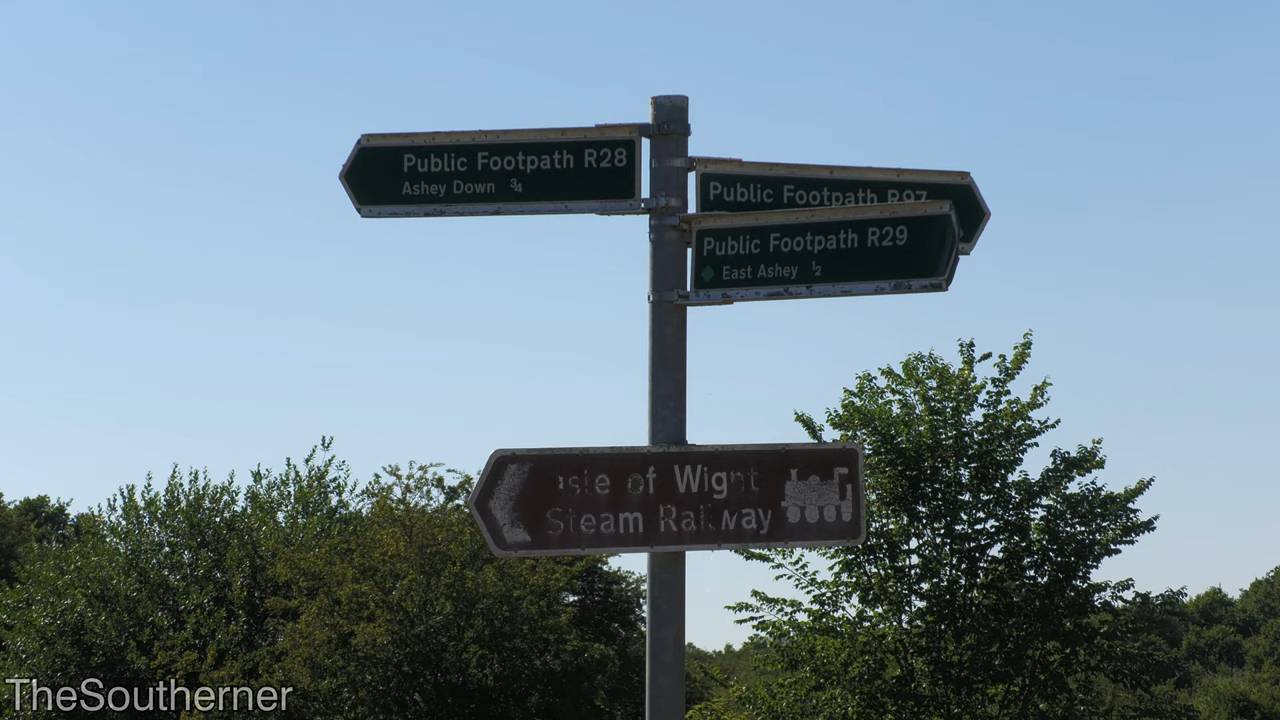 Public Footpath R28
Ashey Down ¾
Public Footpath R97
Public Footpath R29
East Ashey ½
Isle of Wight
Steam Railway
TheSoutherner